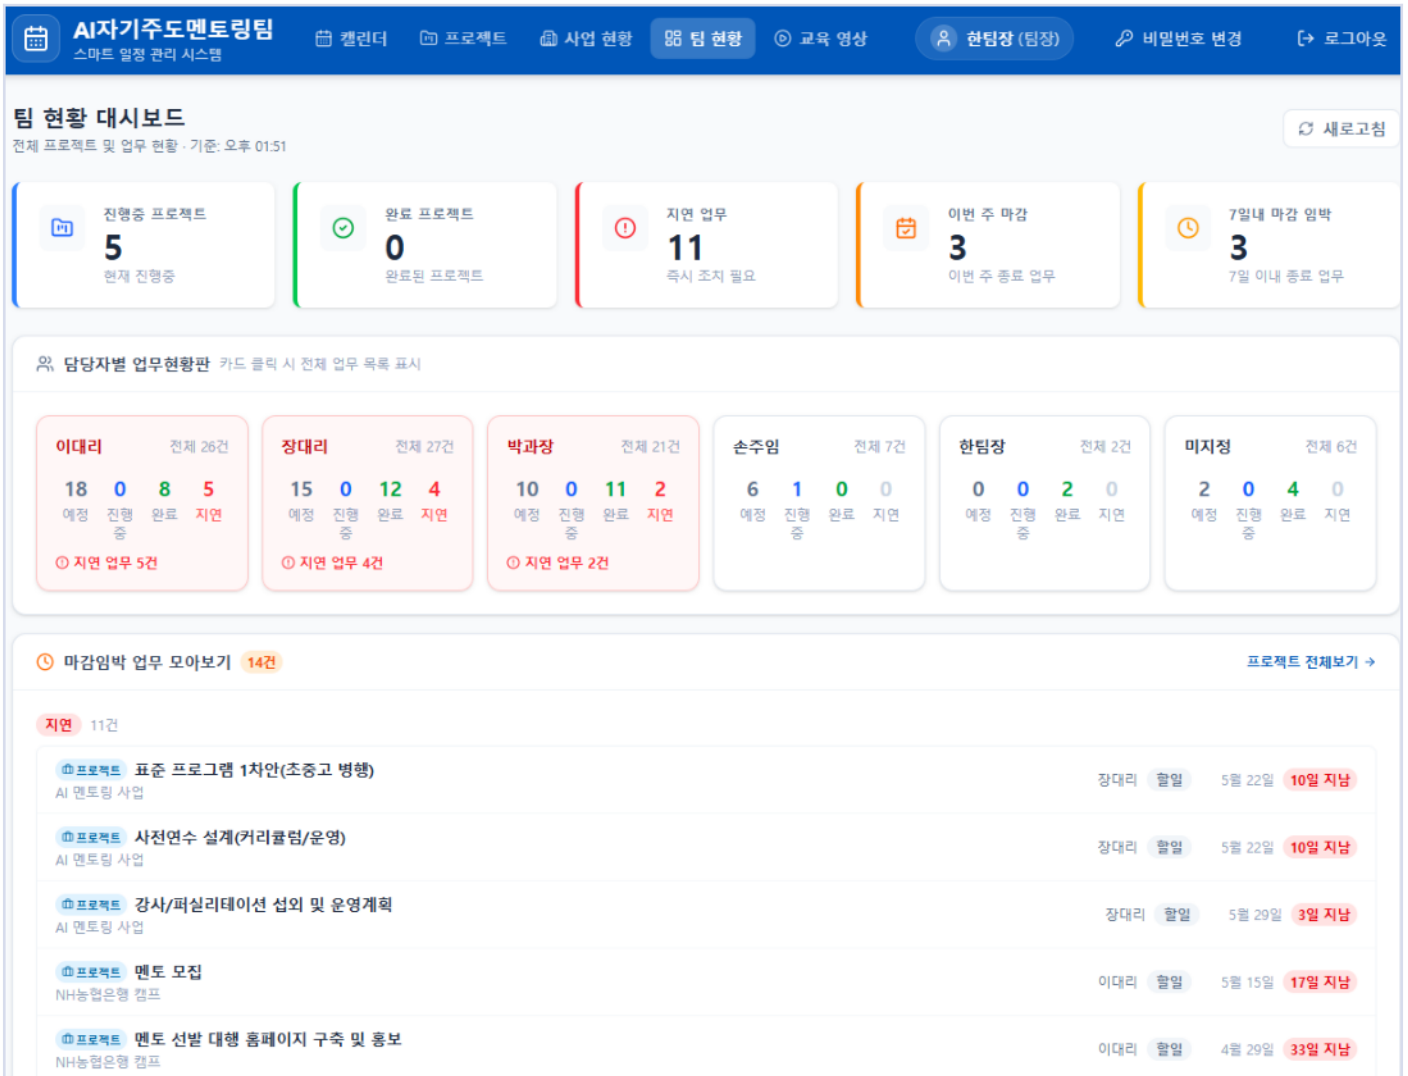 AI자기주도멘토링팀
스마트 일정 관리 시스템
캘린더 프로젝트 사업 현황 팀 현황 교육 영상 한팀장 (팀장) 비밀번호 변경 로그아웃
팀 현황 대시보드
전체 프로젝트 및 업무 현황 · 기준: 오후 01:51
새로고침
진행중 프로젝트
5
현재 진행중
완료 프로젝트
0
완료된 프로젝트
지연 업무
11
즉시 조치 필요
이번 주 마감
3
이번 주 종료 업무
7일내 마감 임박
3
7일 이내 종료 업무
담당자별 업무현황판 카드 클릭 시 전체 업무 목록 표시
이대리 전체 26건
18 0 8 5
예정 진행중 완료 지연
지연 업무 5건
장대리 전체 27건
15 0 12 4
예정 진행중 완료 지연
지연 업무 4건
박과장 전체 21건
10 0 11 2
예정 진행중 완료 지연
지연 업무 2건
손주임 전체 7건
6 1 0 0
예정 진행중 완료 지연
한팀장 전체 2건
0 0 2 0
예정 진행중 완료 지연
미지정 전체 6건
2 0 4 0
예정 진행중 완료 지연
마감임박 업무 모아보기 14건
프로젝트 전체보기 →
지연 11건
프로젝트 표준 프로그램 1차안(초중고 병행)
AI 멘토링 사업
장대리 할일 5월 22일 10일 지남
프로젝트 사전연수 설계(커리큘럼/운영)
AI 멘토링 사업
장대리 할일 5월 22일 10일 지남
프로젝트 강사/퍼실리테이션 섭외 및 운영계획
AI 멘토링 사업
장대리 할일 5월 29일 3일 지남
프로젝트 멘토 모집
NH농협은행 캠프
이대리 할일 5월 15일 17일 지남
프로젝트 멘토 선발 대행 홈페이지 구축 및 홍보
NH농협은행 캠프
이대리 할일 4월 29일 33일 지남